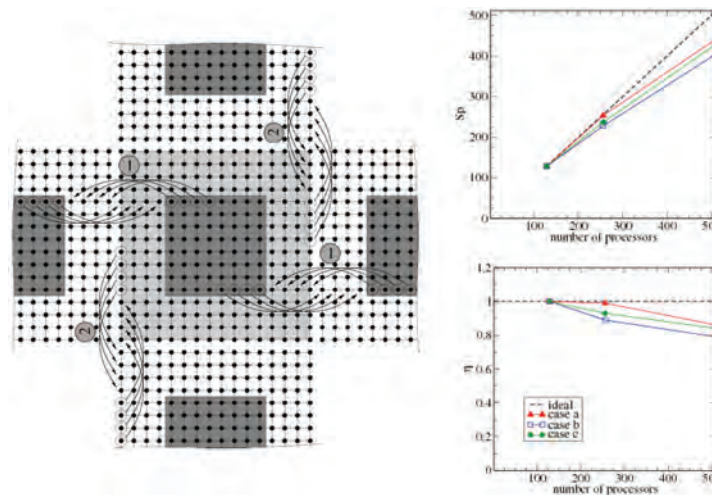 1
2
1
2
500
400
300
200
100
0
Sp
100 200 300 400 500
number of processors
1.2
1
0.8
0.6
0.4
0.2
0
η
ideal
case a
case b
case c
100 200 300 400 500
number of processors